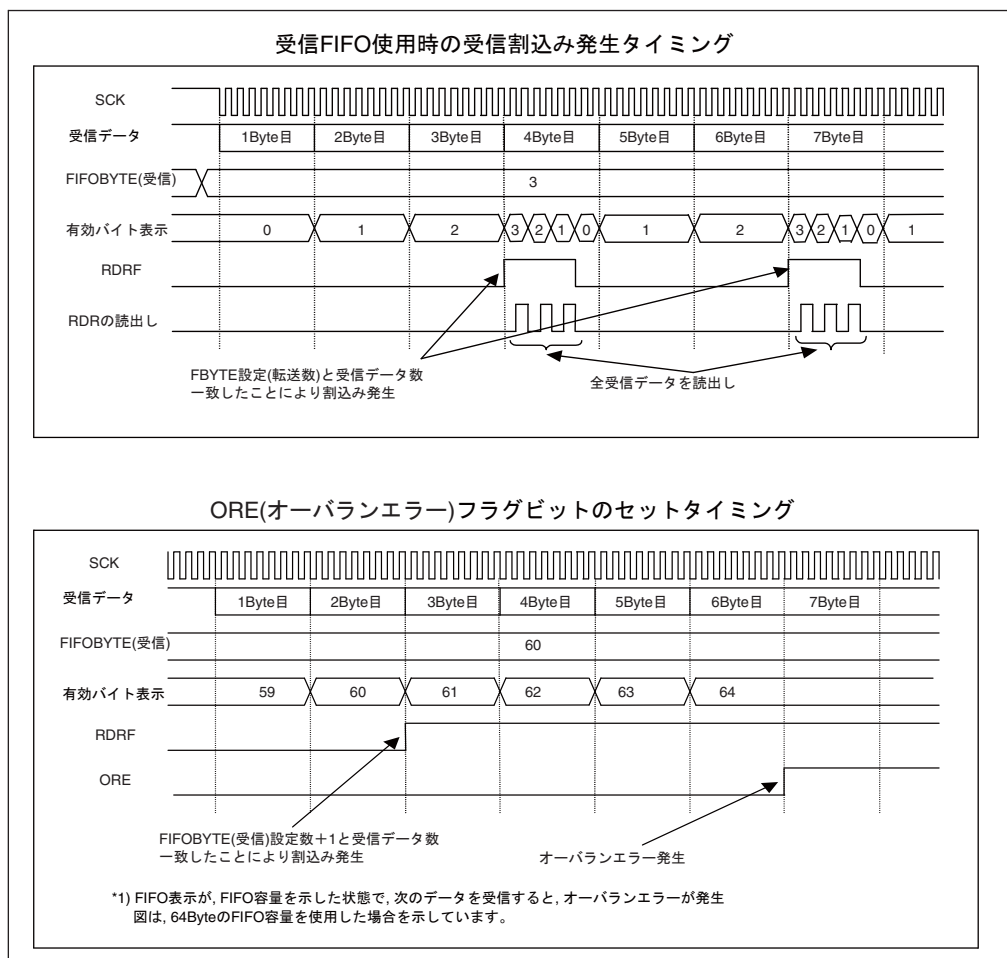 受信FIFO使用時の受信割込み発生タイミング
SCK
受信データ 1Byte目 2Byte目 3Byte目 4Byte目 5Byte目 6Byte目 7Byte目
FIFOBYTE(受信) 3
有効バイト表示 0 1 2 3 2 1 0 1 2 3 2 1 0 1
RDRF
RDRの読出し
FBYTE設定(転送数)と受信データ数
一致したことにより割込み発生
全受信データを読出し
ORE(オーバランエラー)フラグビットのセットタイミング
SCK
受信データ 1Byte目 2Byte目 3Byte目 4Byte目 5Byte目 6Byte目 7Byte目
FIFOBYTE(受信) 60
有効バイト表示 59 60 61 62 63 64
RDRF
ORE
FIFOBYTE(受信)設定数+1と受信データ数
一致したことにより割込み発生
オーバランエラー発生
*1) FIFO表示が, FIFO容量を示した状態で, 次のデータを受信すると, オーバランエラーが発生
図は, 64ByteのFIFO容量を使用した場合を示しています。